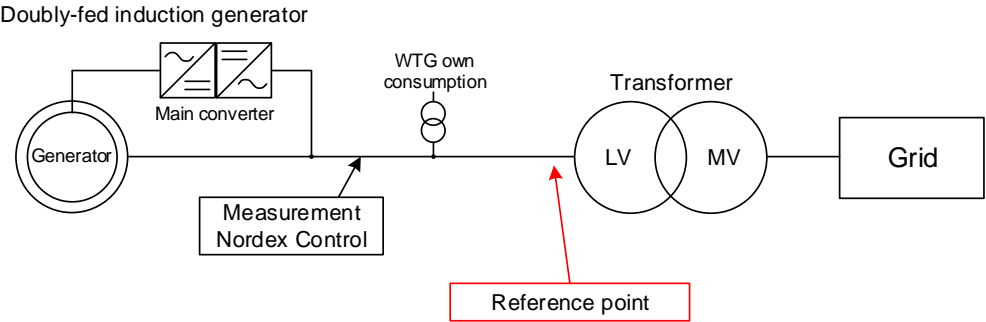 Doubly-fed induction generator
WTG own
consumption
Transformer
Main converter
Generator
LV
MV
Grid
Measurement
Nordex Control
Reference point